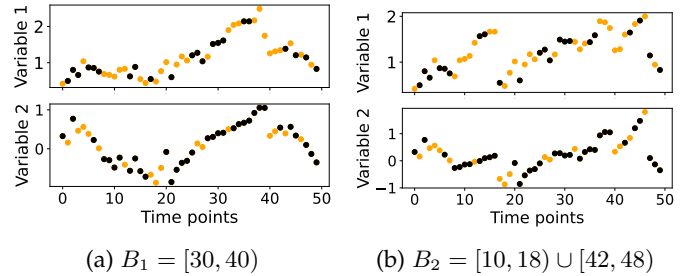 Variable 1
2
1
Variable 2
1
0
0 10 20 30 40 50
Time points
(a) B₁ = [30, 40)
Variable 1
2
1
Variable 2
1
0
−1
0 10 20 30 40 50
Time points
(b) B₂ = [10, 18) ∪ [42, 48)